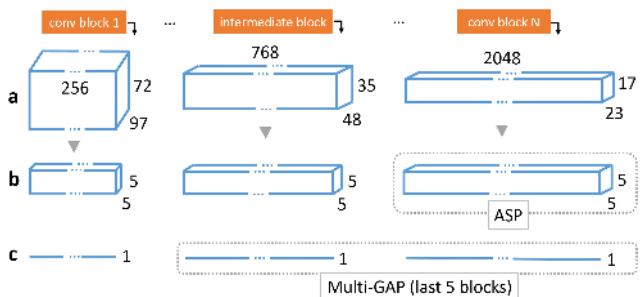 conv block 1 ... intermediate block ... conv block N
768
2048
256 72 35 17
a
97 48 23
b 5 5 5
5 5 5
ASP
c 1 1 1
Multi-GAP (last 5 blocks)